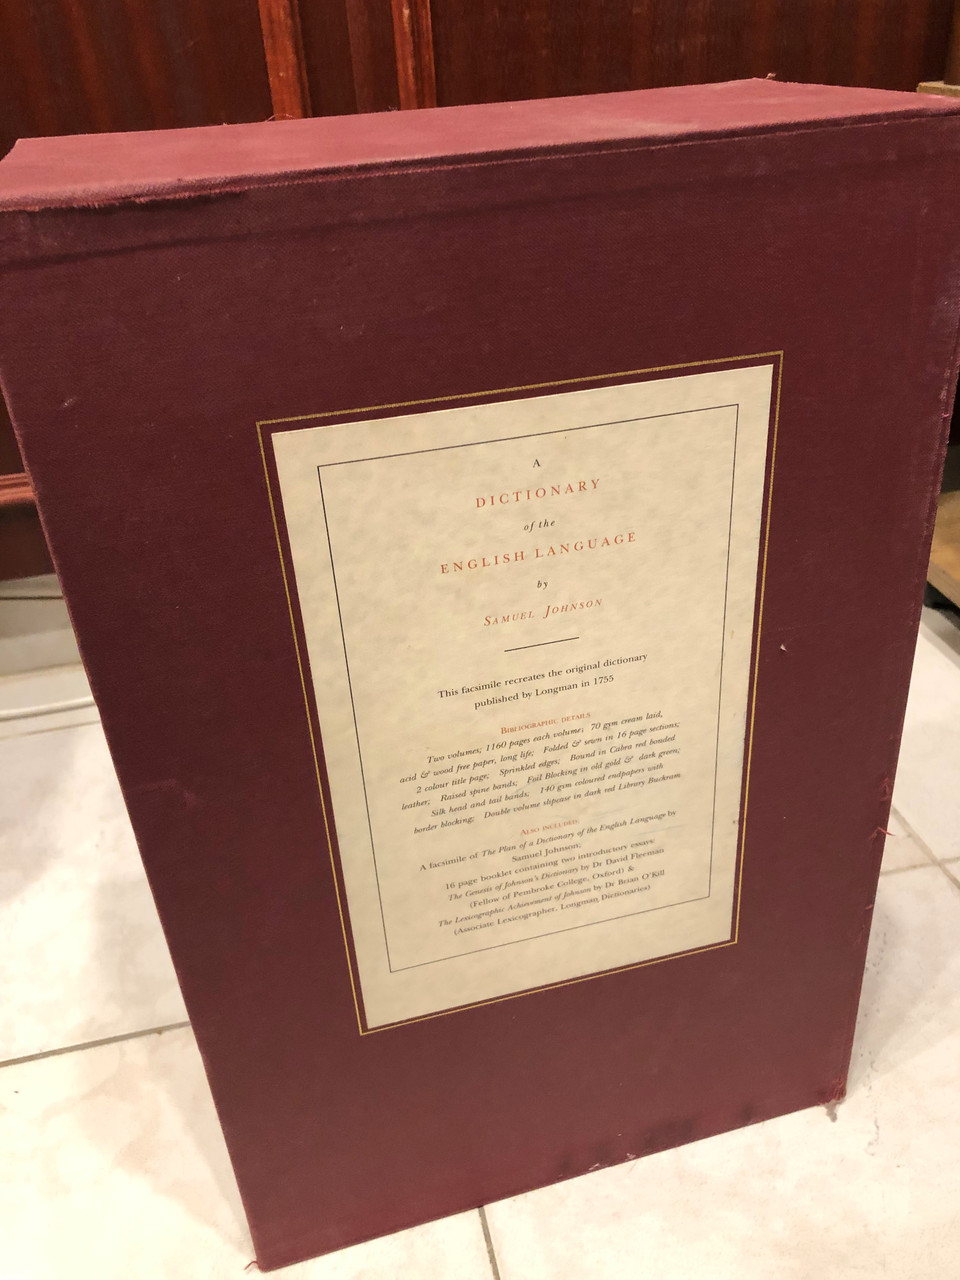 A
DICTIONARY
of the
ENGLISH LANGUAGE
by
SAMUEL JOHNSON
This facsimile recreates the original dictionary
published by Longman in 1755
BIBLIOGRAPHIC DETAILS
Two volumes; 1160 pages each volume; 70 gsm cream laid,
acid & wood free paper, long life; Folded & sewn in 16 page sections;
2 colour title page; Sprinkled edges; Bound in Cabra red bonded
leather; Raised spine bands; Foil Blocking in old gold & dark green;
Silk head and tail bands; 140 gsm coloured endpapers with
border blocking; Double volume slipcase in dark red Library Buckram
ALSO INCLUDED:
A facsimile of The Plan of a Dictionary of the English Language by
Samuel Johnson;
16 page booklet containing two introductory essays:
The Genesis of Johnson's Dictionary by Dr David Fleeman
(Fellow of Pembroke College, Oxford) &
The Lexicographic Achievement of Johnson by Dr Brian O'Kill
(Associate Lexicographer, Longman Dictionaries)